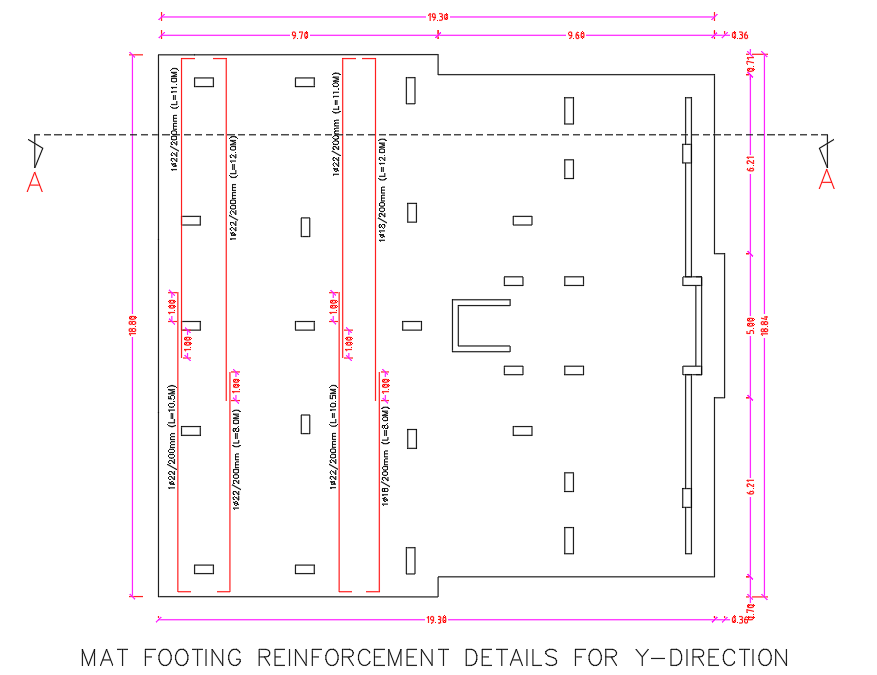 19.30
9.70
9.60
0.36
0.71
1ø22/200mm (L=11.0M)
1ø22/200mm (L=11.0M)
1ø22/200mm (L=12.0M)
1ø18/200mm (L=12.0M)
A
A
6.21
1.00
1.00
1.00
1.00
18.80
5.00
18.84
1.00
1.00
1ø22/200mm (L=10.5M)
1ø22/200mm (L=8.0M)
1ø22/200mm (L=10.5M)
1ø18/200mm (L=8.0M)
6.21
0.70
19.30
0.36
MAT FOOTING REINFORCEMENT DETAILS FOR Y-DIRECTION